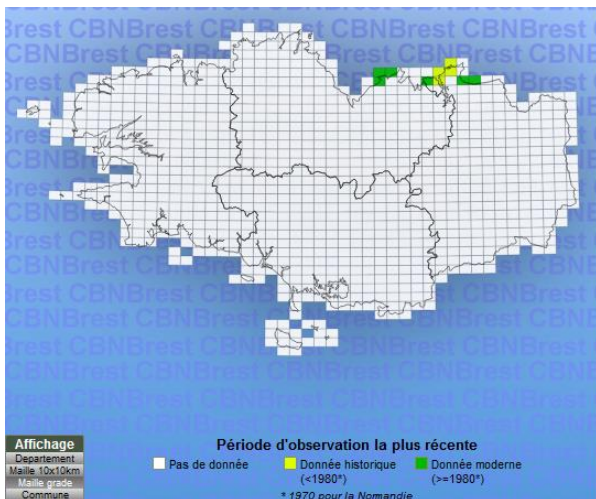 CBNBrest CBNBrest CBNBrest CBNBrest
Affichage
Departement
Maille 10x10km
Maille grade
Commune
Période d'observation la plus récente
Pas de donnée
Donnée historique
(<1980*)
Donnée moderne
(>=1980*)
* 1970 pour la Nomandie